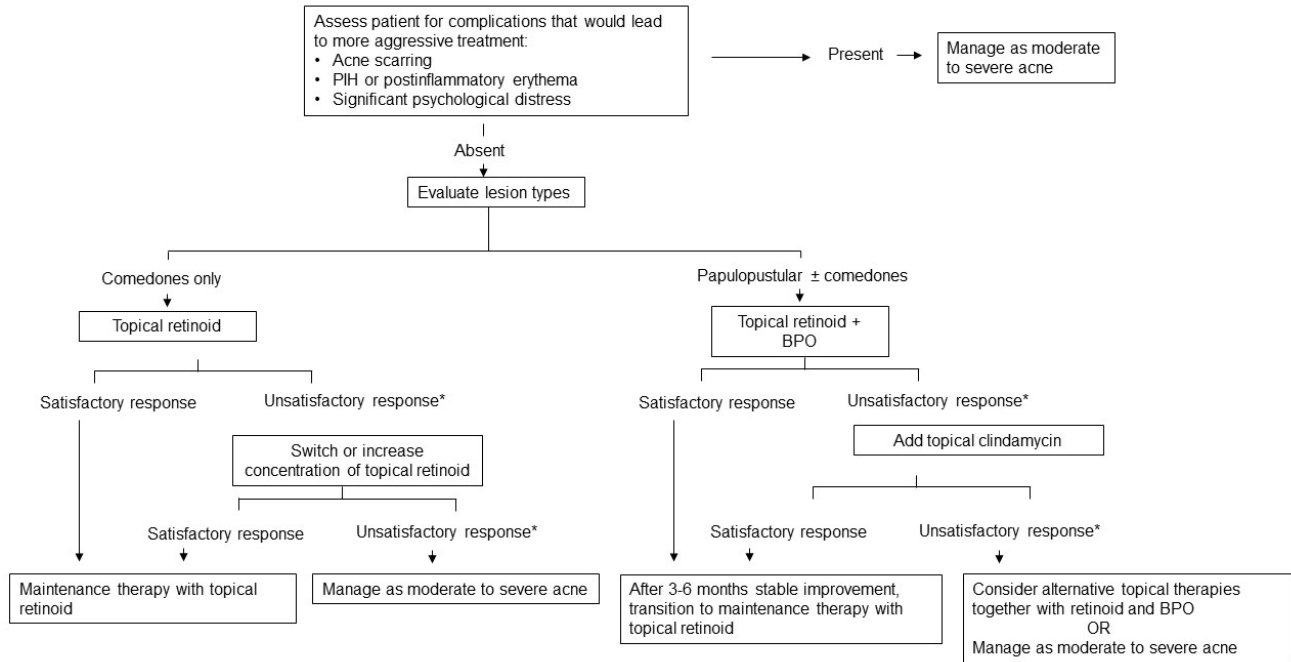 Assess patient for complications that would lead
to more aggressive treatment:
• Acne scarring
• PIH or postinflammatory erythema
• Significant psychological distress
Present
Manage as moderate
to severe acne
Absent
Evaluate lesion types
Comedones only
Papulopustular ± comedones
Topical retinoid
Topical retinoid +
BPO
Satisfactory response
Unsatisfactory response*
Satisfactory response
Unsatisfactory response*
Switch or increase
concentration of topical retinoid
Add topical clindamycin
Satisfactory response
Unsatisfactory response*
Satisfactory response
Unsatisfactory response*
Maintenance therapy with topical
retinoid
Manage as moderate to severe acne
After 3-6 months stable improvement,
transition to maintenance therapy with
topical retinoid
Consider alternative topical therapies
together with retinoid and BPO
OR
Manage as moderate to severe acne